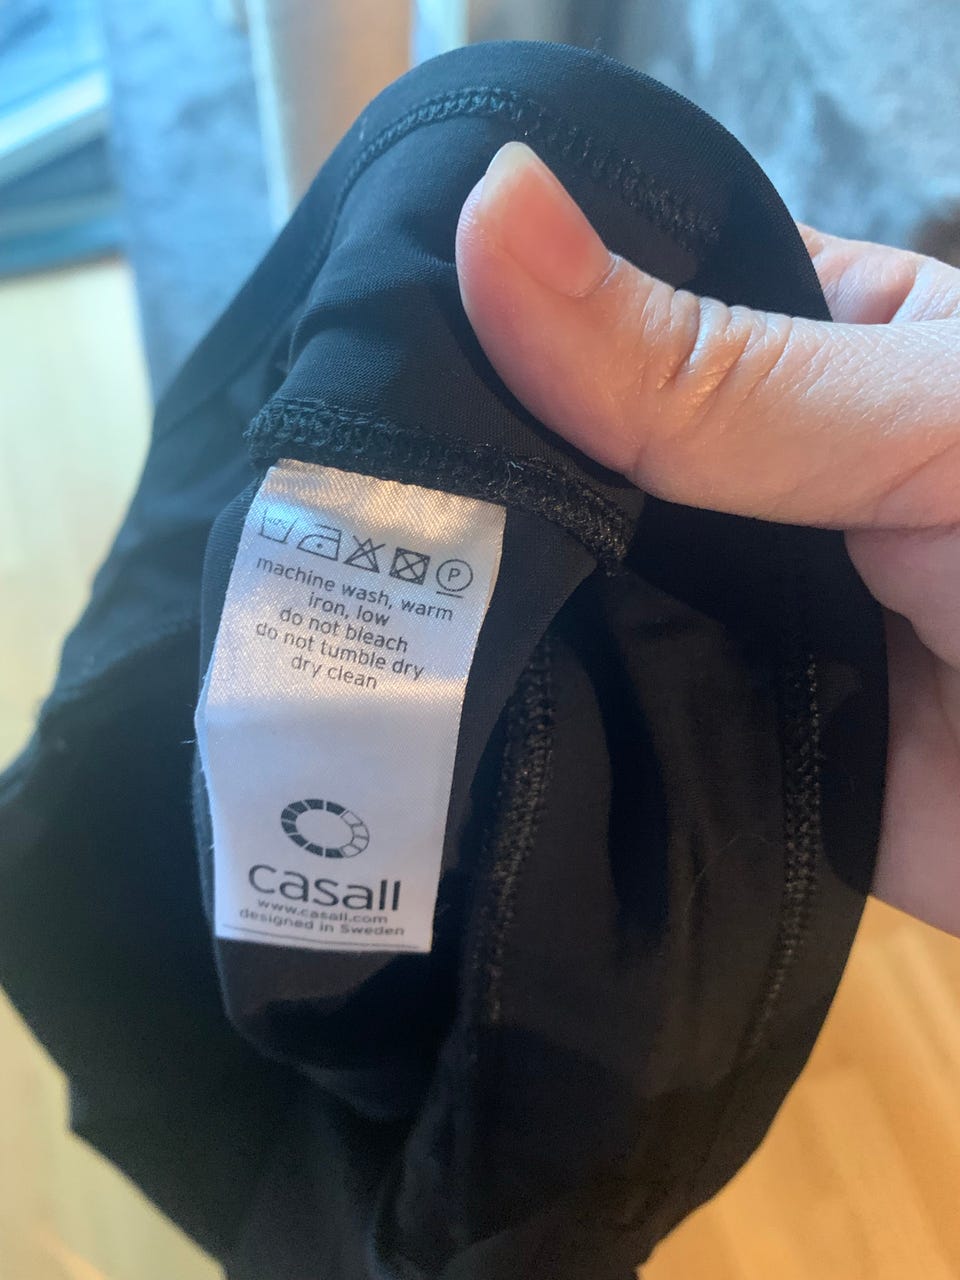 40°C P
machine wash, warm
iron, low
do not bleach
do not tumble dry
dry clean
casall
www.casall.com
designed in Sweden